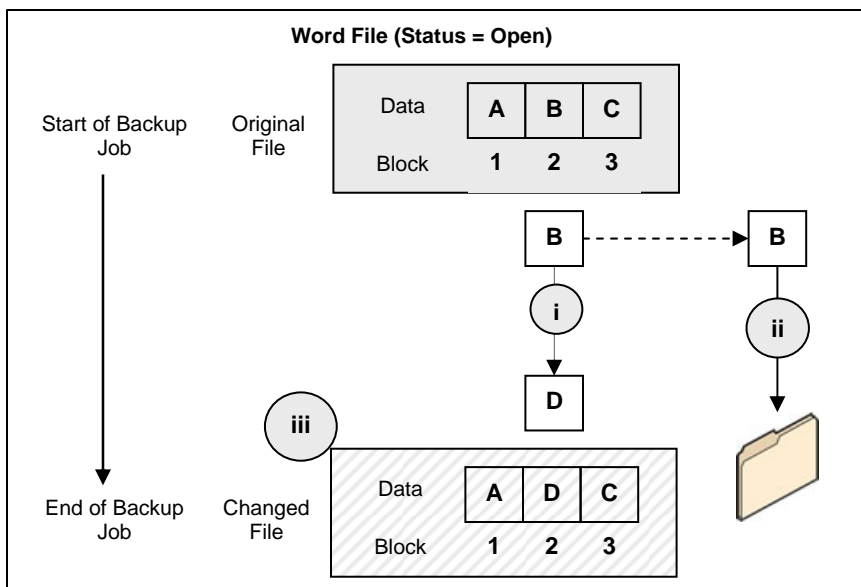 Word File (Status = Open)
Start of Backup
Job
Original
File
Data
A B C
Block
1 2 3
B
B
i
ii
D
iii
End of Backup
Job
Changed
File
Data
A D C
Block
1 2 3